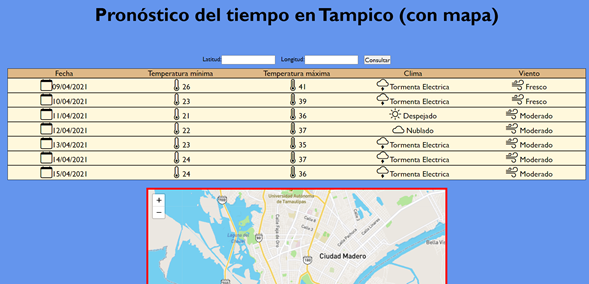 Pronóstico del tiempo en Tampico (con mapa)
Latitud: Longitud: Consultar
Fecha Temperatura minima Temperatura máxima Clima Viento
09/04/2021 26 41 Tormenta Electrica Fresco
10/04/2021 23 39 Tormenta Electrica Fresco
11/04/2021 21 36 Despejado Moderado
12/04/2021 22 37 Nublado Moderado
13/04/2021 23 35 Tormenta Electrica Moderado
14/04/2021 24 37 Tormenta Electrica Moderado
15/04/2021 24 36 Tormenta Electrica Moderado
+
−
Universidad Autónoma
de Tamaulipas
Calle 
Ciudad Madero
Bella Vis